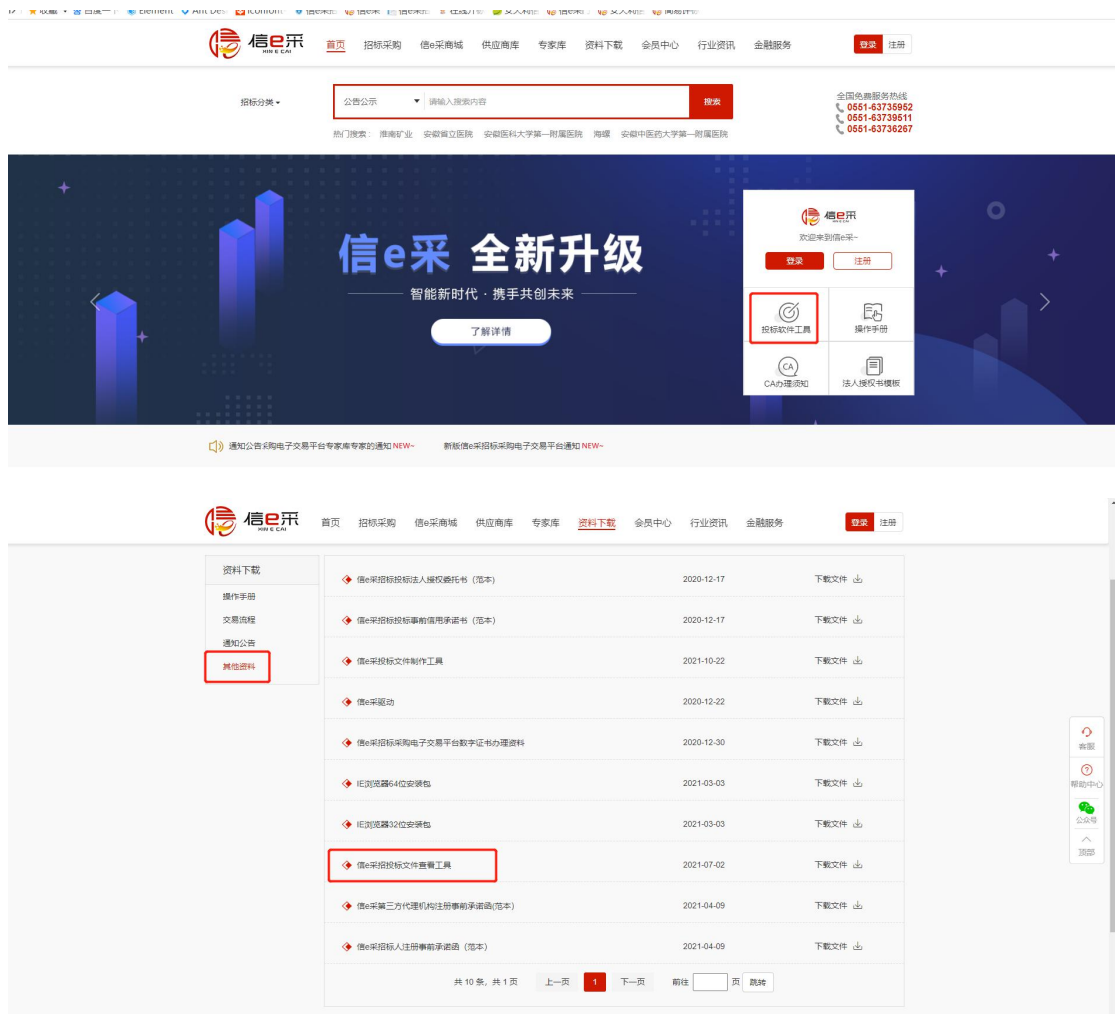 信e采
XIN E CAI
首页 招标采购 信e采商城 供应商库 专家库 资料下载 会员中心 行业资讯 金融服务 登录 注册
招标分类 公告公示 请输入搜索内容 搜索
全国免费服务热线
0551-63735952
0551-63739511
0551-63736267
热门搜索： 淮南矿业 安徽省立医院 安徽医科大学第一附属医院 海螺 安徽中医药大学第一附属医院
信e采 全新升级
智能新时代 · 携手共创未来
了解详情
信e采
欢迎来到信e采~
登录 注册
投标软件工具 操作手册
CA
CA办理须知 法人授权书模板
通知公告采购电子交易平台专家库专家的通知 NEW~ 新版信e采招标采购电子交易平台通知 NEW~
信e采
XIN E CAI
首页 招标采购 信e采商城 供应商库 专家库 资料下载 会员中心 行业资讯 金融服务 登录 注册
资料下载
操作手册
交易流程
通知公告
其他资料
信e采招标投标法人授权委托书（范本） 2020-12-17 下载文件
信e采招标投标事前信用承诺书（范本） 2020-12-17 下载文件
信e采投标文件制作工具 2021-10-22 下载文件
信e采驱动 2020-12-22 下载文件
信e采招标采购电子交易平台数字证书办理资料 2020-12-30 下载文件
IE浏览器64位安装包 2021-03-03 下载文件
IE浏览器32位安装包 2021-03-03 下载文件
信e采招投标文件查看工具 2021-07-02 下载文件
信e采第三方代理机构注册事前承诺函(范本） 2021-04-09 下载文件
信e采招标人注册事前承诺函（范本） 2021-04-09 下载文件
共 10 条，共 1 页 上一页 1 下一页 前往 页 跳转
客服
帮助中心
公众号
顶部